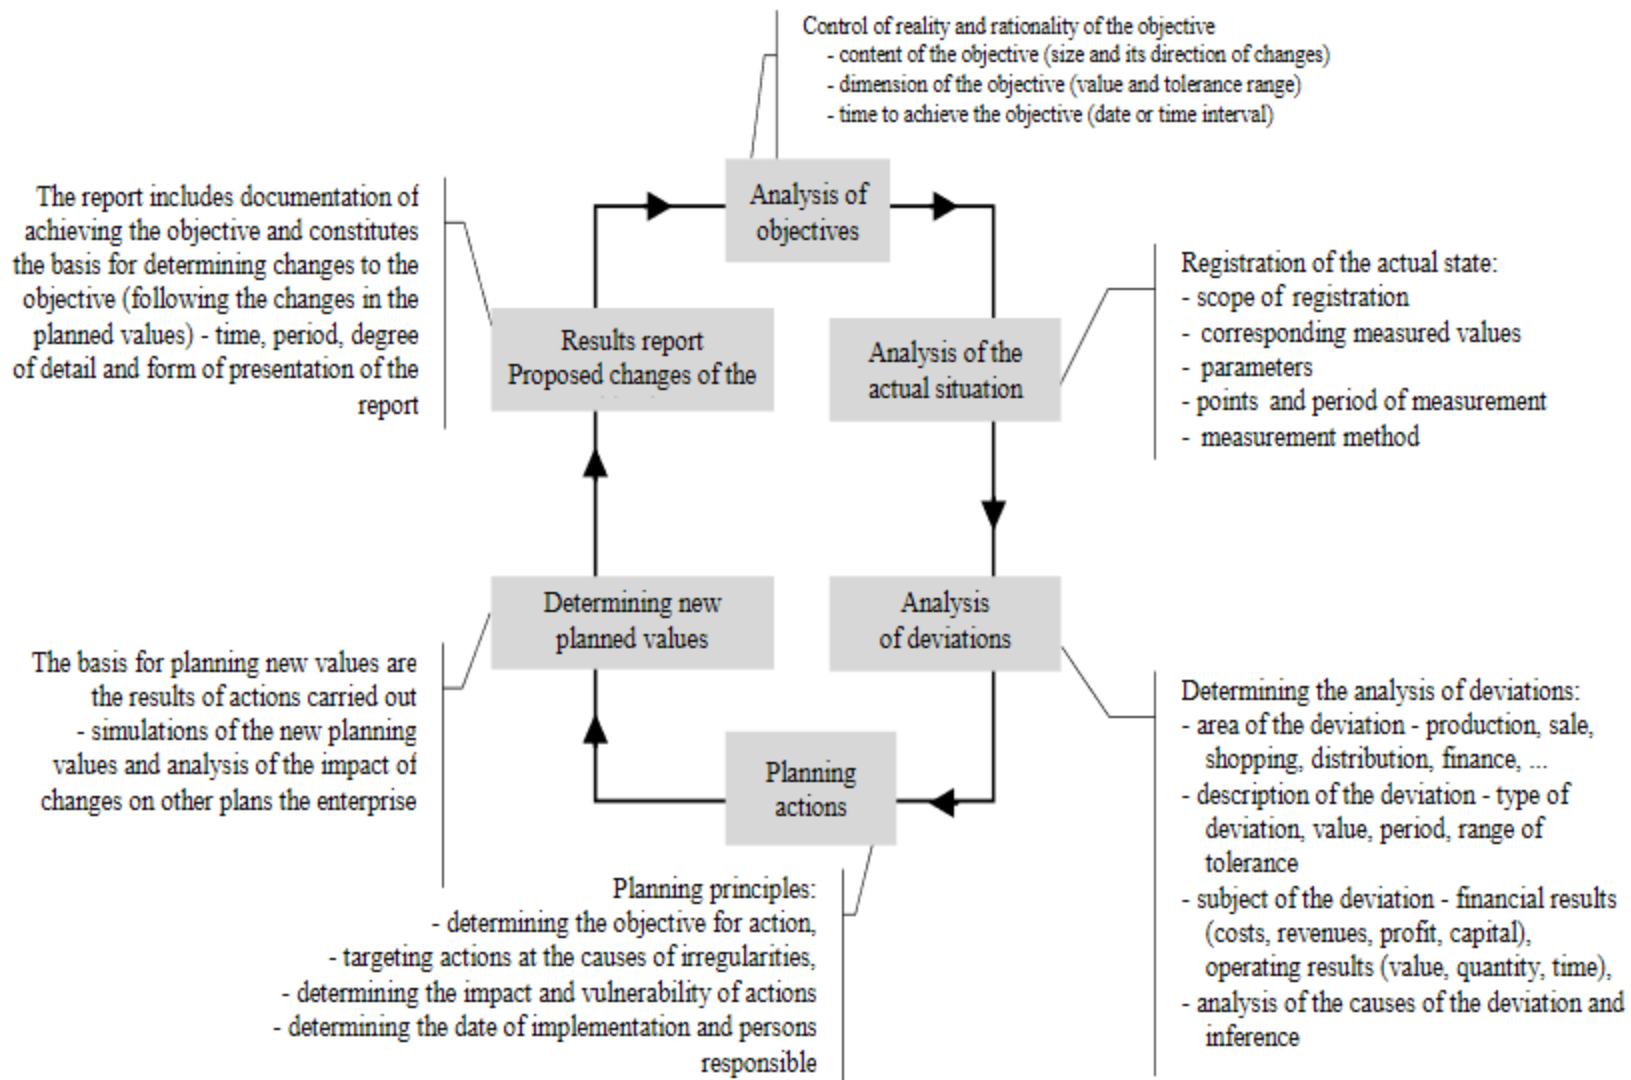 Control of reality and rationality of the objective
- content of the objective (size and its direction of changes)
- dimension of the objective (value and tolerance range)
- time to achieve the objective (date or time interval)
Analysis of
objectives
Registration of the actual state:
- scope of registration
- corresponding measured values
- parameters
- points and period of measurement
- measurement method
Analysis of the
actual situation
Analysis
of deviations
Determining the analysis of deviations:
- area of the deviation - production, sale,
shopping, distribution, finance, ...
- description of the deviation - type of
deviation, value, period, range of
tolerance
- subject of the deviation - financial results
(costs, revenues, profit, capital),
operating results (value, quantity, time),
- analysis of the causes of the deviation and
inference
Planning
actions
Planning principles:
- determining the objective for action,
- targeting actions at the causes of irregularities,
- determining the impact and vulnerability of actions
- determining the date of implementation and persons
responsible
Determining new
planned values
The basis for planning new values are
the results of actions carried out
- simulations of the new planning
values and analysis of the impact of
changes on other plans the enterprise
Results report
Proposed changes of the
The report includes documentation of
achieving the objective and constitutes
the basis for determining changes to the
objective (following the changes in the
planned values) - time, period, degree
of detail and form of presentation of the
report